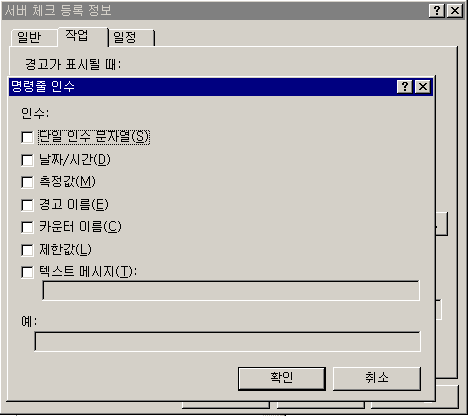 서버 체크 등록 정보
일반 작업 일정
경고가 표시될 때:
명령줄 인수
인수:
단일 인수 문자열(S)
날짜/시간(D)
측정값(M)
경고 이름(E)
카운터 이름(C)
제한값(L)
텍스트 메시지(T):
예:
확인 취소